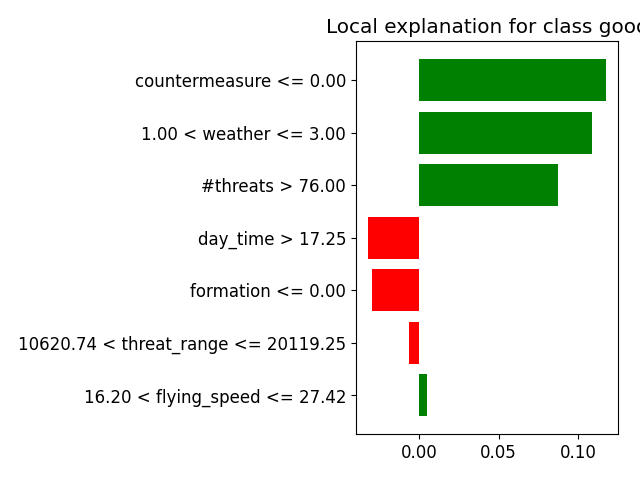 Local explanation for class good
countermeasure <= 0.00
1.00 < weather <= 3.00
#threats > 76.00
day_time > 17.25
formation <= 0.00
10620.74 < threat_range <= 20119.25
16.20 < flying_speed <= 27.42
0.00 0.05 0.10